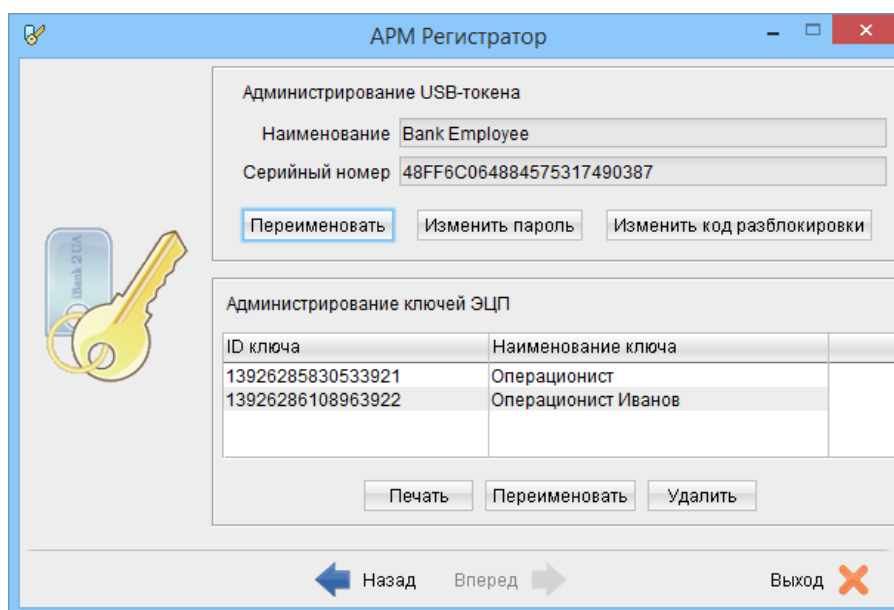 АРМ Регистратор
Администрирование USB-токена
Наименование Bank Employee
Серийный номер 48FF6C064884575317490387
Переименовать Изменить пароль Изменить код разблокировки
iBank 2 UA
Администрирование ключей ЭЦП
ID ключа Наименование ключа
13926285830533921 Операционист
13926286108963922 Операционист Иванов
Печать Переименовать Удалить
Назад Вперед Выход